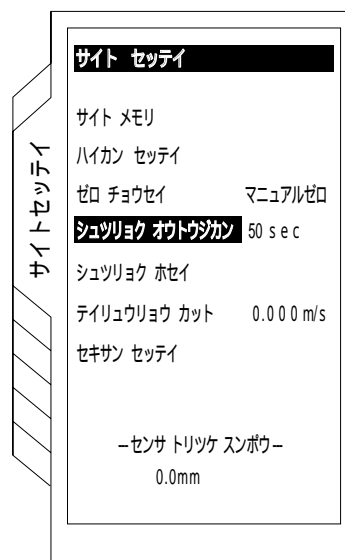 サイト セッテイ
サイトセッテイ
サイト メモリ
ハイカン セッテイ
ゼロ チョウセイ マニュアルゼロ
シュツリョク オウトウジカン 50 sec
シュツリョク ホセイ
テイリュウリョウ カット 0.000 m/s
セキサン セッテイ
--センサ トリツケ スンポウ--
0.0mm